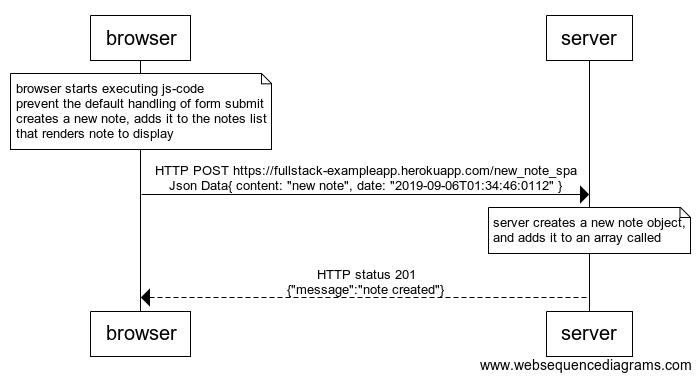 browser
server
browser starts executing js-code
prevent the default handling of form submit
creates a new note, adds it to the notes list
that renders note to display
HTTP POST https://fullstack-exampleapp.herokuapp.com/new_note_spa
Json Data{ content: "new note", date: "2019-09-06T01:34:46:0112" }
server creates a new note object,
and adds it to an array called
HTTP status 201
{"message":"note created"}
browser
server
www.websequencediagrams.com